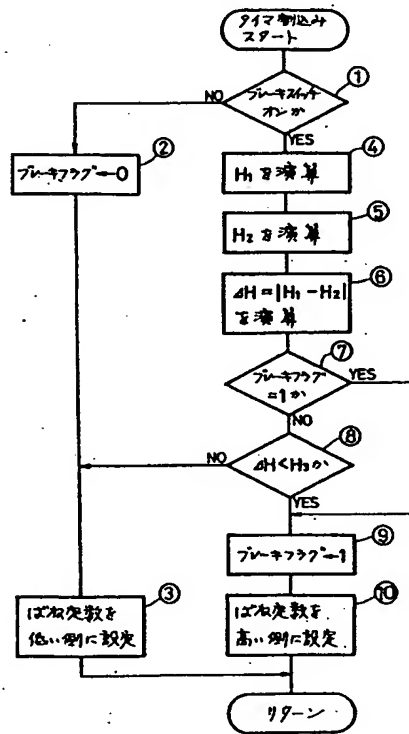 タイマ割込み
スタート
①
ブレーキスイッチ
オンか
NO
YES
②
ブレーキフラグ←0
④
H₁を演算
⑤
H₂を演算
⑥
ΔH=|H₁-H₂|
を演算
⑦
ブレーキフラグ
=1か
YES
NO
⑧
ΔH<H₃か
NO
YES
⑨
ブレーキフラグ←1
③
ばね定数を
低い側に設定
⑩
ばね定数を
高い側に設定
リターン